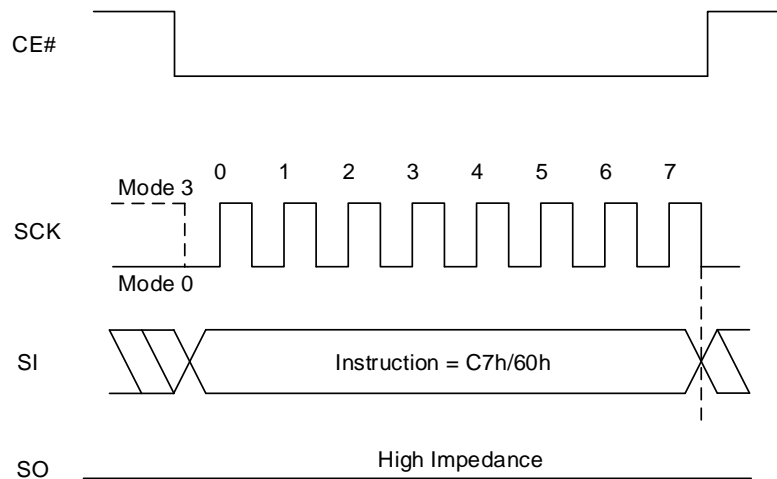 CE#
0 1 2 3 4 5 6 7
Mode 3
SCK
Mode 0
SI
Instruction = C7h/60h
High Impedance
SO